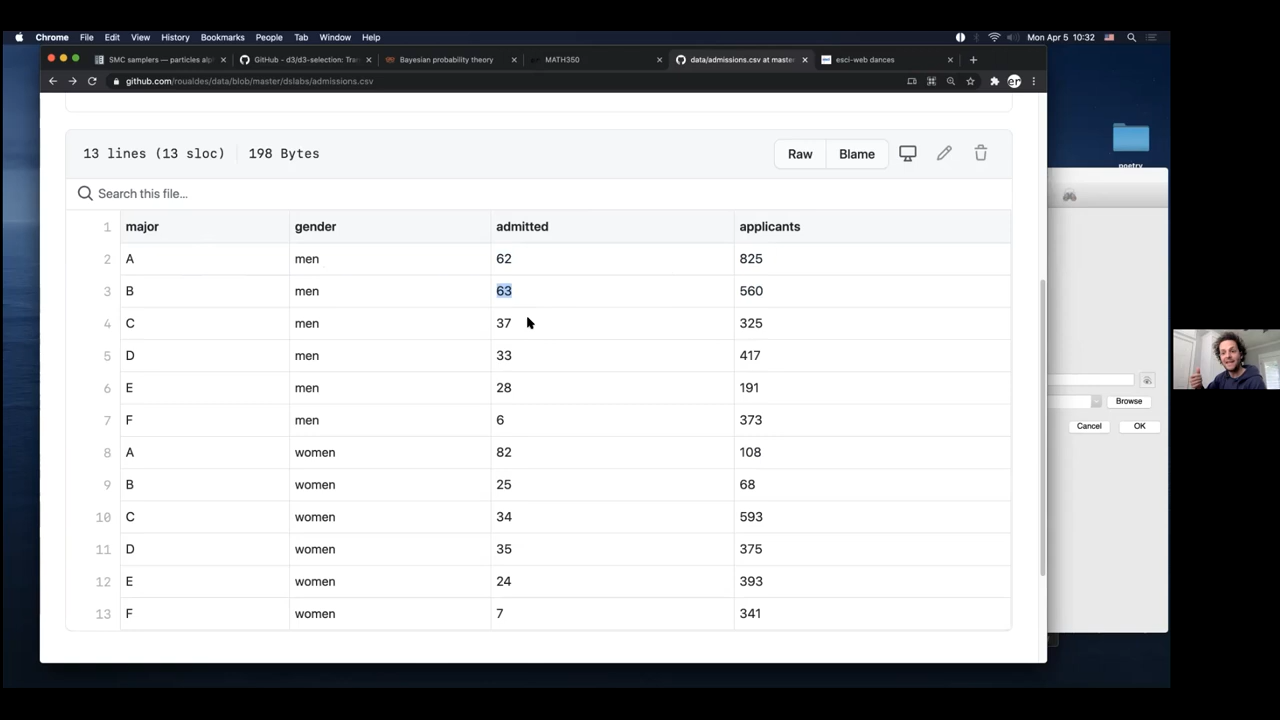 Chrome File Edit View History Bookmarks People Tab Window Help Mon Apr 5 10:32
SMC samplers — particles alp GitHub - d3/d3-selection: Tran Bayesian probability theory MATH350 data/admissions.csv at maste esci-web dances
github.com/roualdes/data/blob/master/dslabs/admissions.csv er
13 lines (13 sloc) 198 Bytes Raw Blame
Search this file...
1 major gender admitted applicants
2 A men 62 825
3 B men 63 560
4 C men 37 325
5 D men 33 417
6 E men 28 191
7 F men 6 373
8 A women 82 108
9 B women 25 68
10 C women 34 593
11 D women 35 375
12 E women 24 393
13 F women 7 341
poetry
Browse
Cancel OK